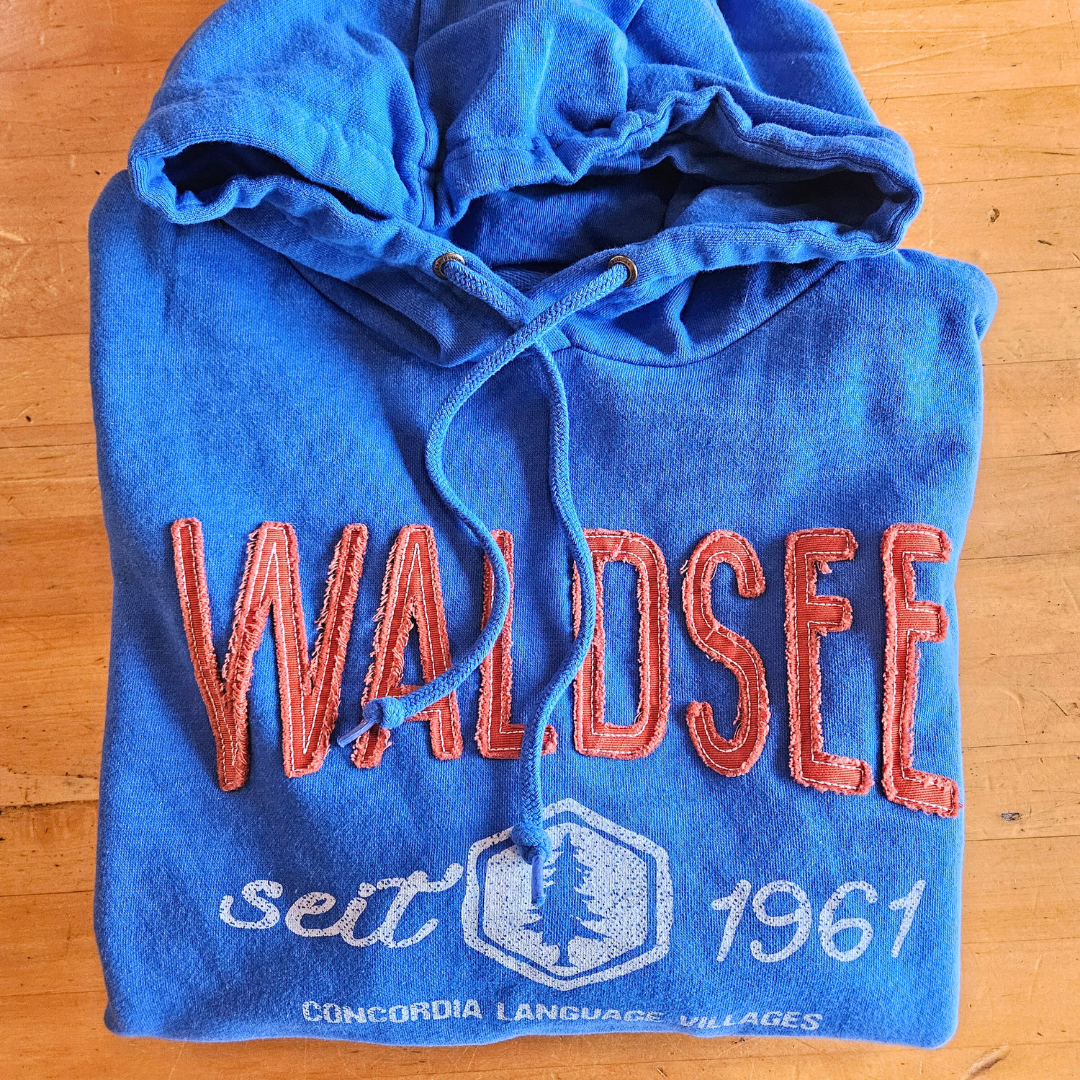 WALDSEE
seit 1961
CONCORDIA LANGUAGE VILLAGES